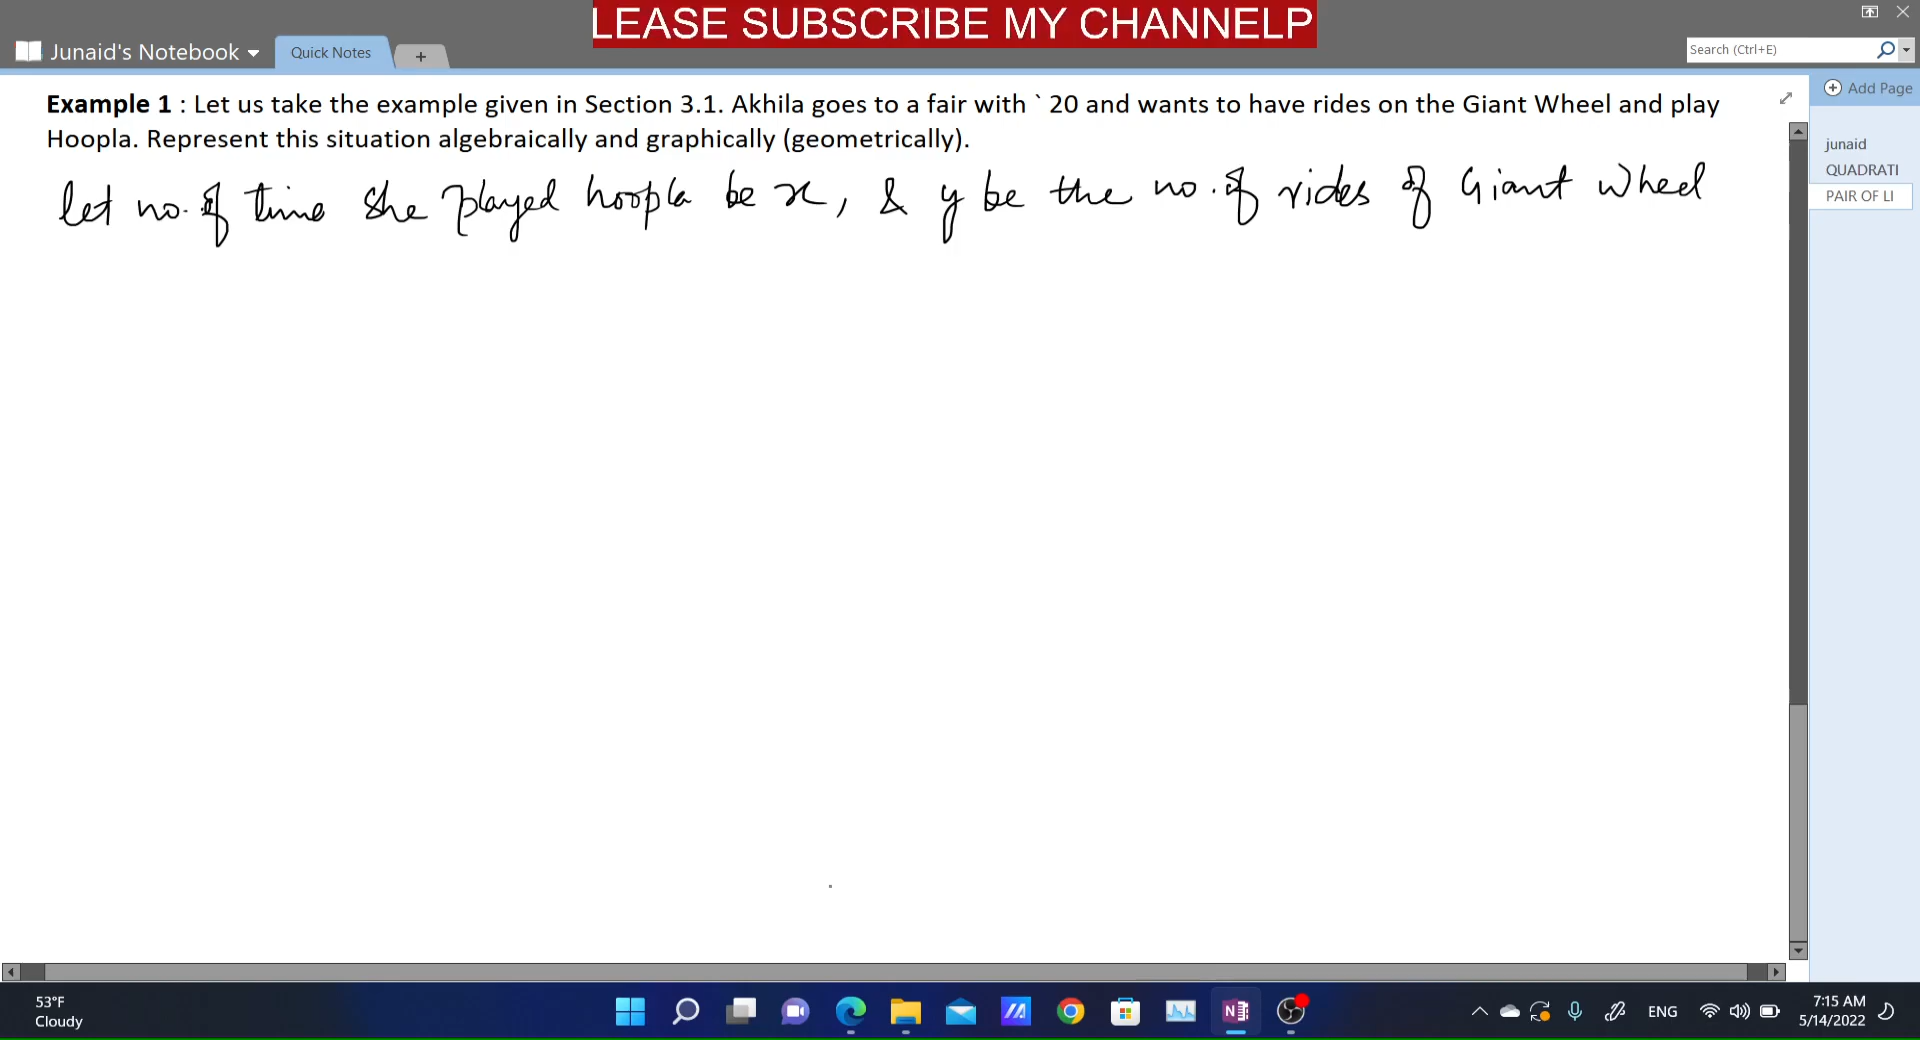 LEASE SUBSCRIBE MY CHANNELP
Junaid's Notebook
Quick Notes
+
Search (Ctrl+E)
Add Page
junaid
QUADRATI
PAIR OF LI
Example 1 : Let us take the example given in Section 3.1. Akhila goes to a fair with ` 20 and wants to have rides on the Giant Wheel and play
Hoopla. Represent this situation algebraically and graphically (geometrically).
let no. of time she played hoopla be x, & y be the no. of rides of Giant Wheel
53°F
Cloudy
ENG
7:15 AM
5/14/2022